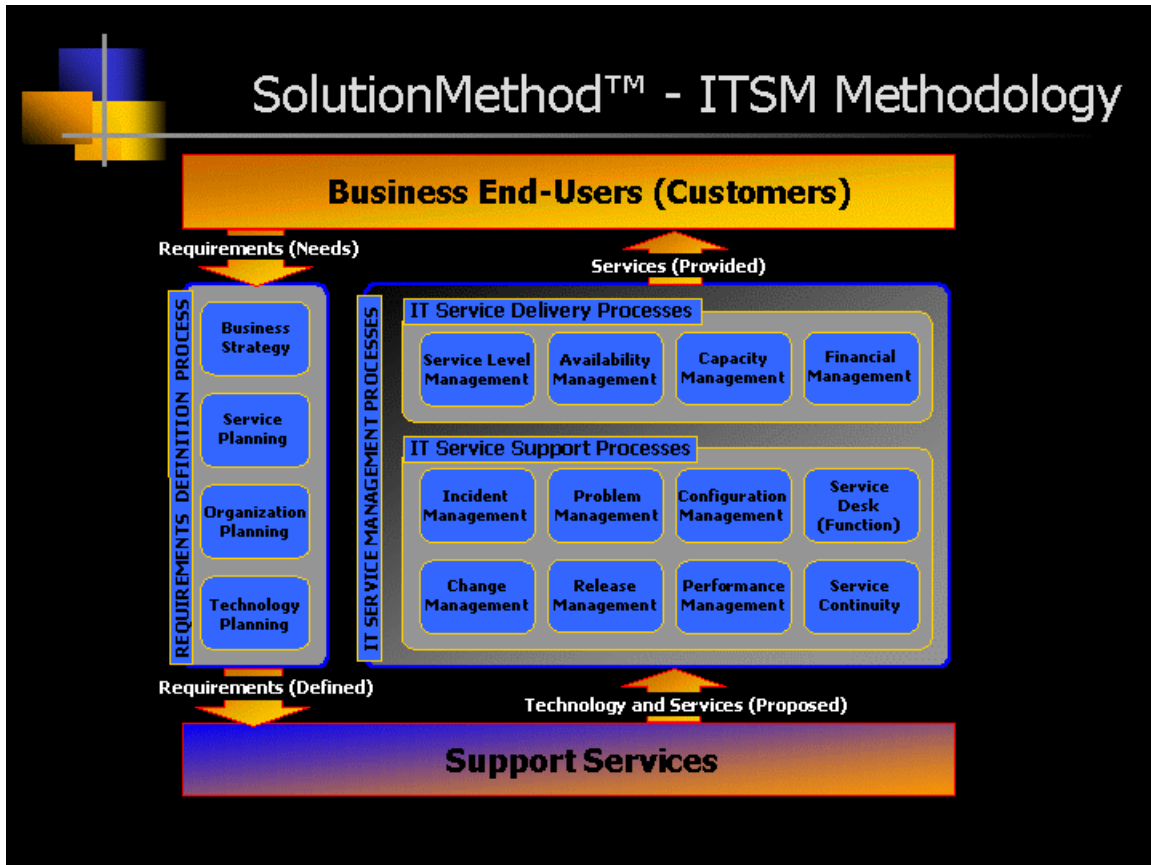 SolutionMethod™ - ITSM Methodology
Business End-Users (Customers)
Requirements (Needs)
Services (Provided)
REQUIREMENTS DEFINITION PROCESS
Business
Strategy
Service
Planning
Organization
Planning
Technology
Planning
IT SERVICE MANAGEMENT PROCESSES
IT Service Delivery Processes
Service Level
Management
Availability
Management
Capacity
Management
Financial
Management
IT Service Support Processes
Incident
Management
Problem
Management
Configuration
Management
Service
Desk
(Function)
Change
Management
Release
Management
Performance
Management
Service
Continuity
Requirements (Defined)
Technology and Services (Proposed)
Support Services